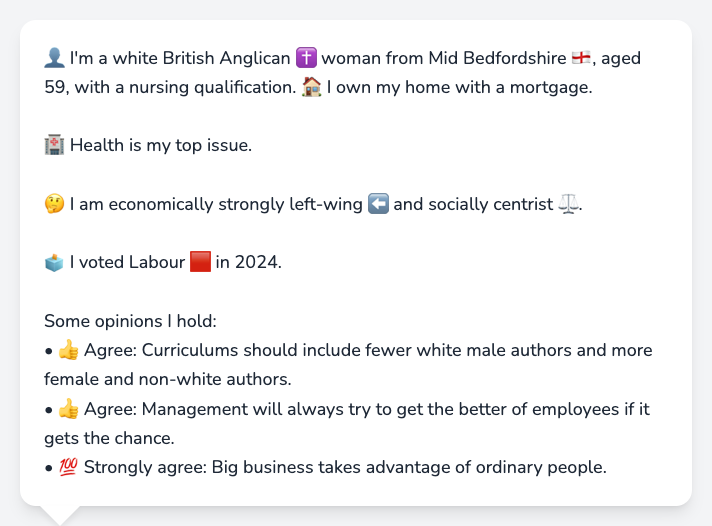 👤 I'm a white British Anglican ✝️ woman from Mid Bedfordshire 🏴󠁧󠁢󠁥󠁮󠁧󠁿, aged
59, with a nursing qualification. 🏠 I own my home with a mortgage.
🏥 Health is my top issue.
🤔 I am economically strongly left-wing ⬅️ and socially centrist ⚖️.
🗳️ I voted Labour 🟥 in 2024.
Some opinions I hold:
• 👍 Agree: Curriculums should include fewer white male authors and more
female and non-white authors.
• 👍 Agree: Management will always try to get the better of employees if it
gets the chance.
• 💯 Strongly agree: Big business takes advantage of ordinary people.